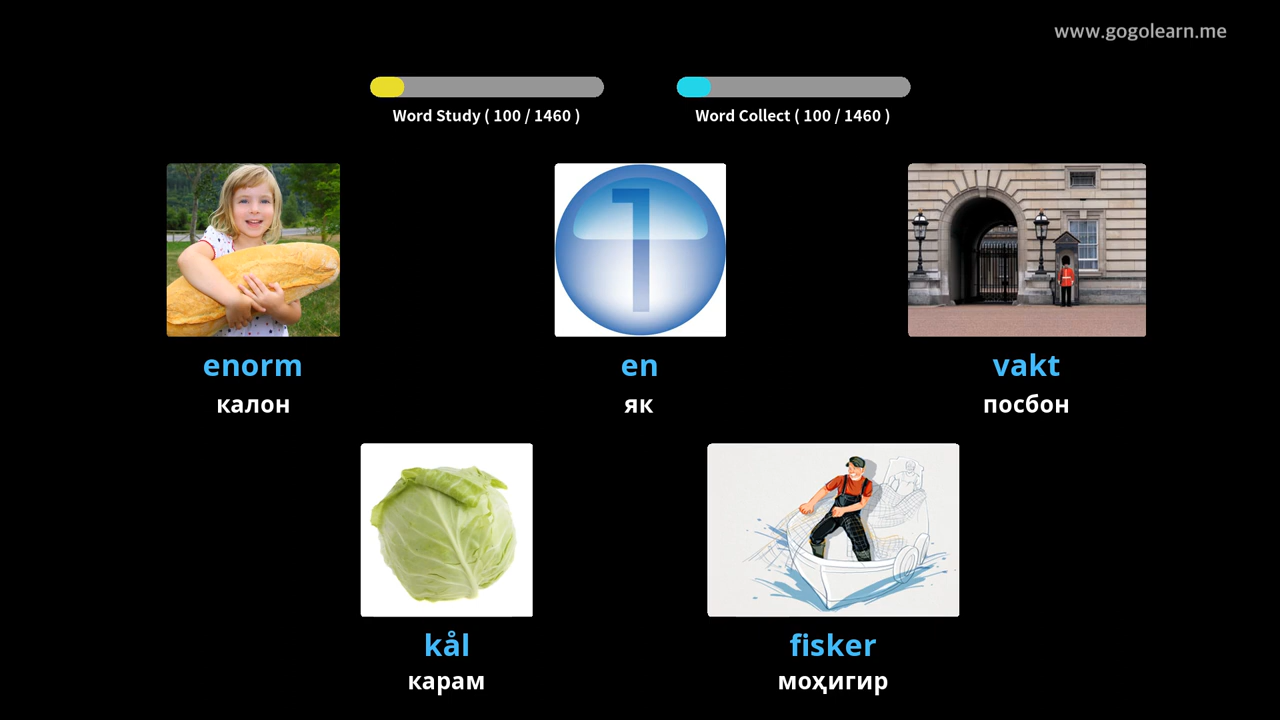 www.gogolearn.me
Word Study ( 100 / 1460 )
Word Collect ( 100 / 1460 )
1
enorm
калон
en
як
vakt
посбон
kål
карам
fisker
моҳигир